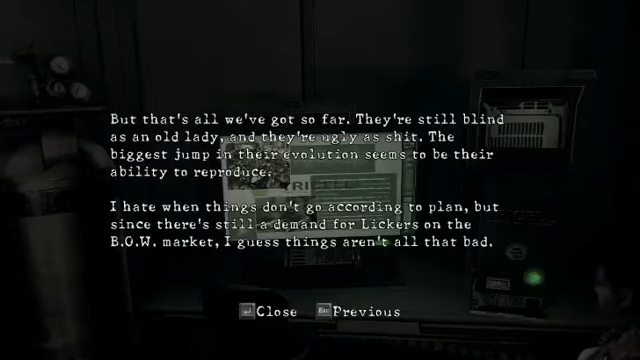 But that's all we've got so far. They're still blind
as an old lady, and they're ugly as shit. The
biggest jump in their evolution seems to be their
ability to reproduce.
TRICELL
I hate when things don't go according to plan, but
since there's still a demand for Lickers on the
B.O.W. market, I guess things aren't all that bad.
Close Esc Previous